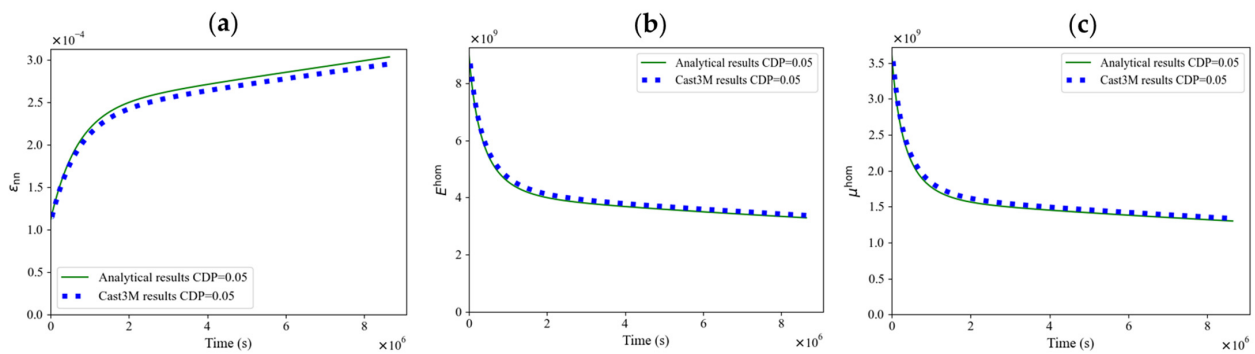 (a)
×10⁻⁴
3.0
2.5
2.0
1.5
1.0
0.5
0.0
εnn
Analytical results CDP=0.05
Cast3M results CDP=0.05
0 2 4 6 8
Time (s)
×10⁶
(b)
×10⁹
8
6
4
2
0
Eʰᵒᵐ
Analytical results CDP=0.05
Cast3M results CDP=0.05
0 2 4 6 8
Time (s)
×10⁶
(c)
×10⁹
3.5
3.0
2.5
2.0
1.5
1.0
0.5
0.0
μʰᵒᵐ
Analytical results CDP=0.05
Cast3M results CDP=0.05
0 2 4 6 8
Time (s)
×10⁶